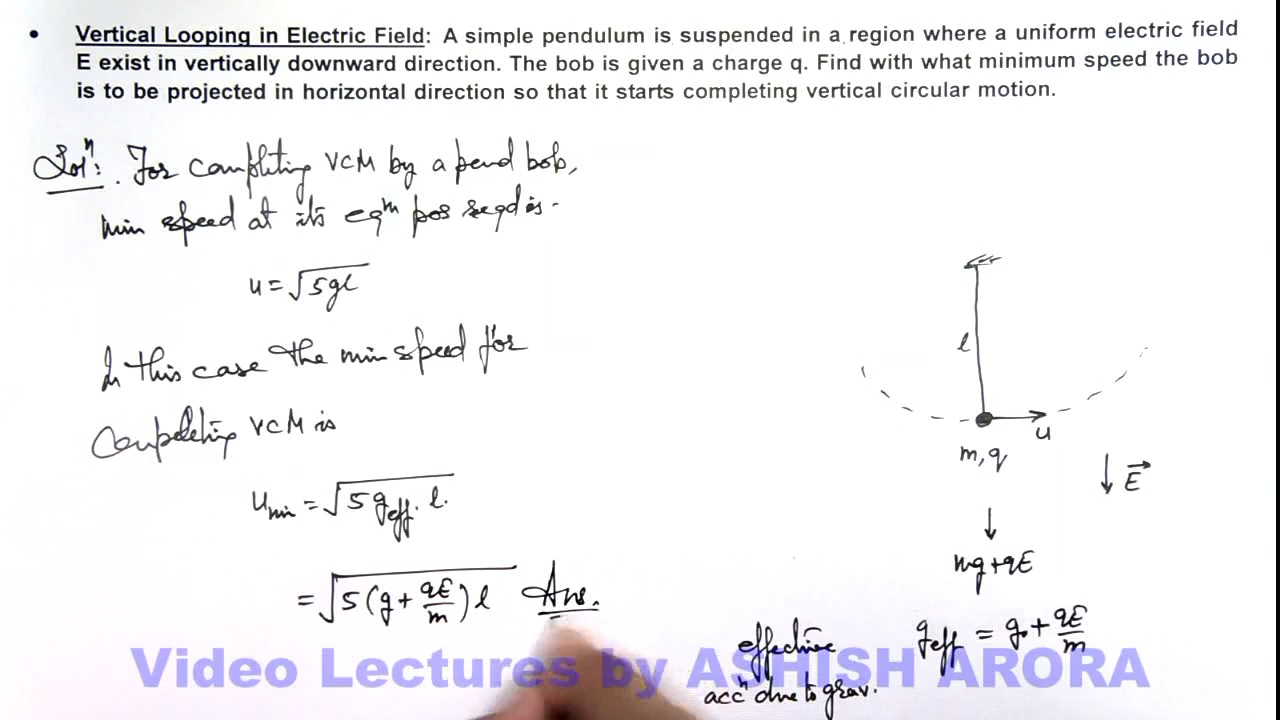 • Vertical Looping in Electric Field: A simple pendulum is suspended in a region where a uniform electric field
E exist in vertically downward direction. The bob is given a charge q. Find with what minimum speed the bob
is to be projected in horizontal direction so that it starts completing vertical circular motion.
Solⁿ: . For completing VCM by a pend bob,
min speed at its eqᵐ pos reqd is -
u = √5gl
In this case the min speed for
Completing VCM is
u_min = √5 g_eff. l.
= √5(g + qE/m) l Ans.
l
u
m, q
↓ E⃗
↓
mg + qE
effective g_eff = g + qE/m
accⁿ due to grav.
Video Lectures by ASHISH ARORA